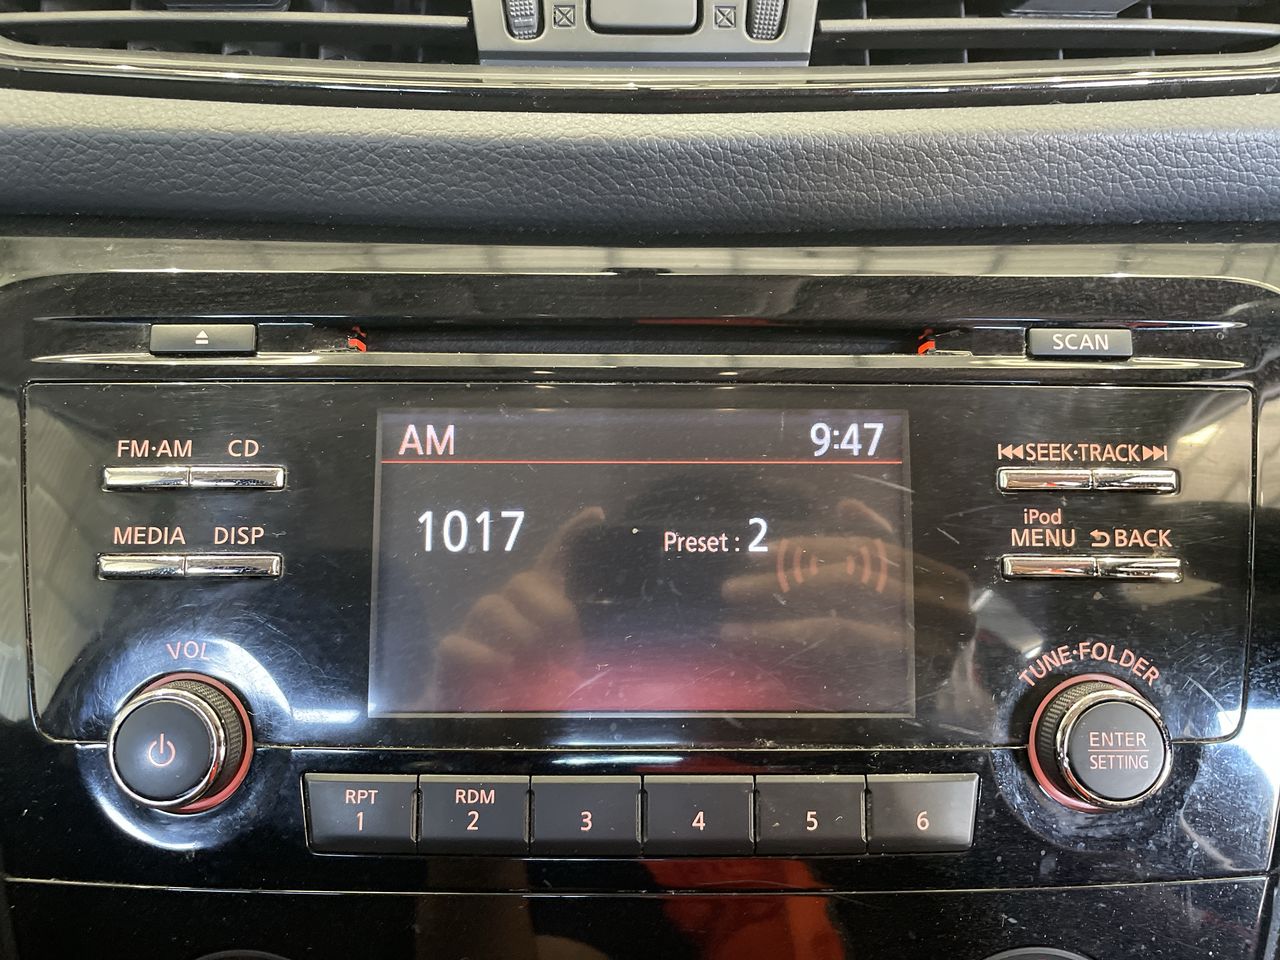 SCAN
FM·AM CD
MEDIA DISP
VOL
AM 9:47
1017 Preset : 2
SEEK·TRACK
iPod
MENU BACK
TUNE·FOLDER
ENTER
SETTING
RPT RDM
1 2 3 4 5 6